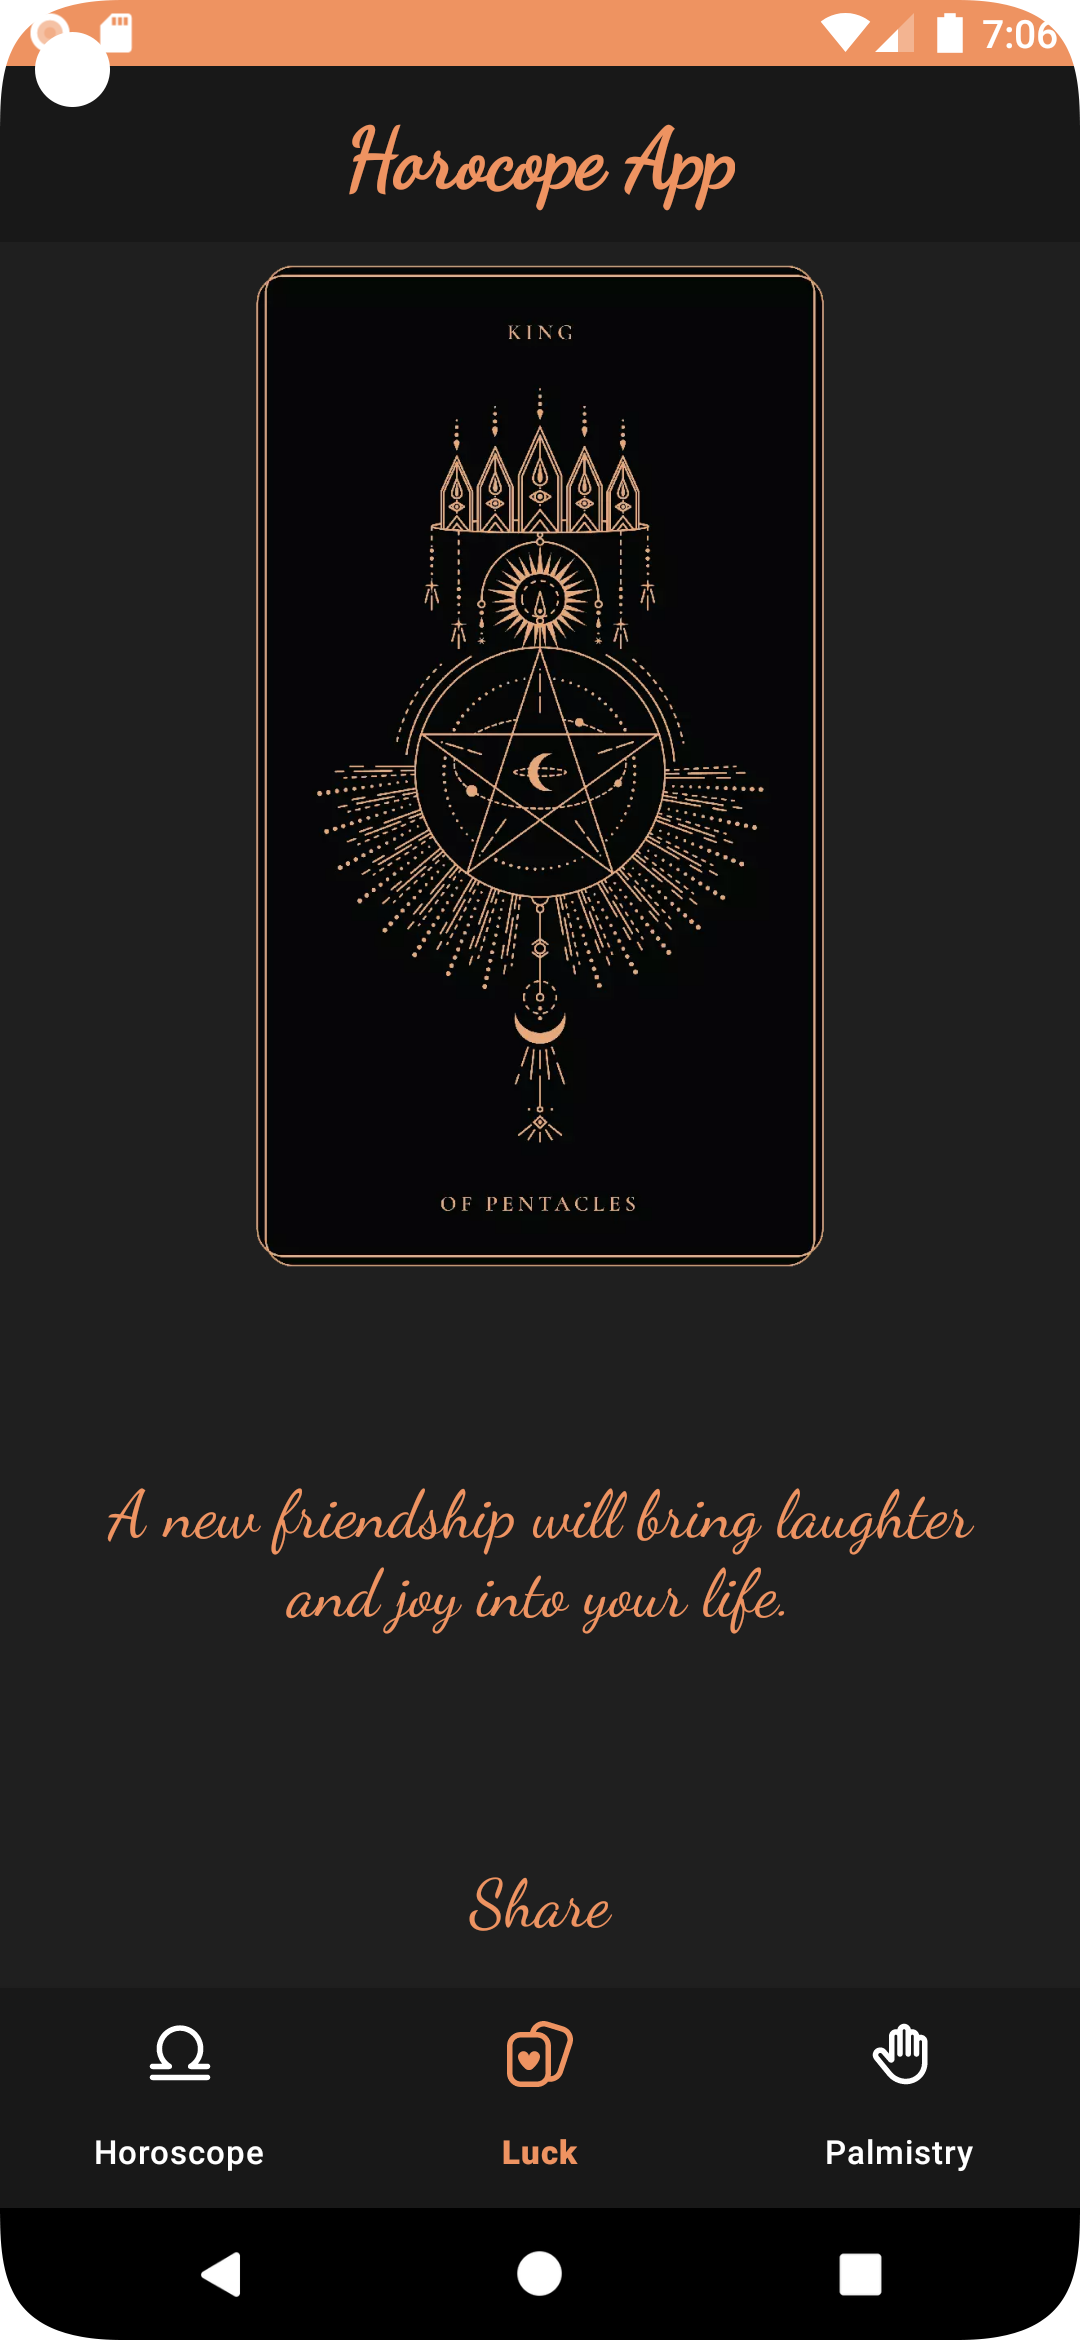 7:06
Horocope App
KING
OF PENTACLES
A new friendship will bring laughter
and joy into your life.
Share
Horoscope
Luck
Palmistry